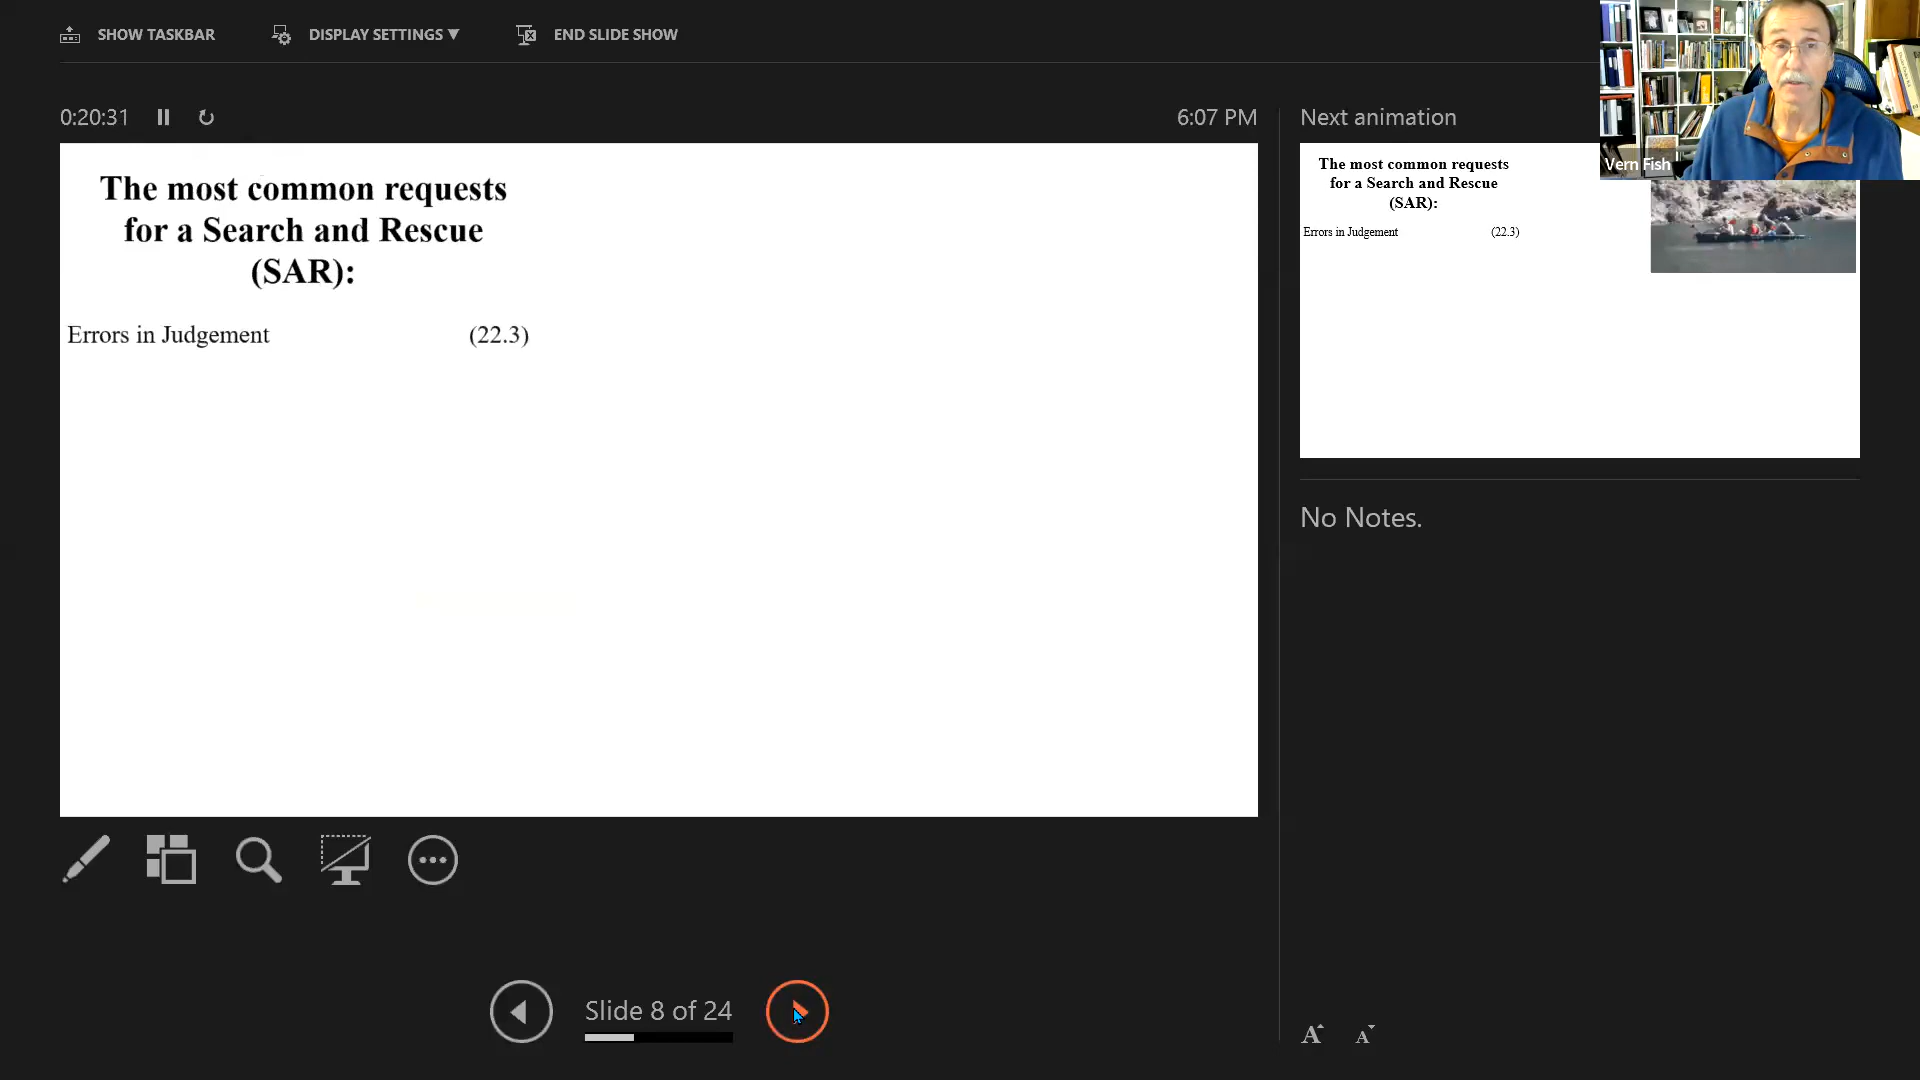 SHOW TASKBAR
DISPLAY SETTINGS ▼
END SLIDE SHOW
0:20:31
6:07 PM
Next animation
Vern Fish
The most common requests
for a Search and Rescue
(SAR):
Errors in Judgement (22.3)
The most common requests
for a Search and Rescue
(SAR):
Errors in Judgement (22.3)
No Notes.
Slide 8 of 24
A A